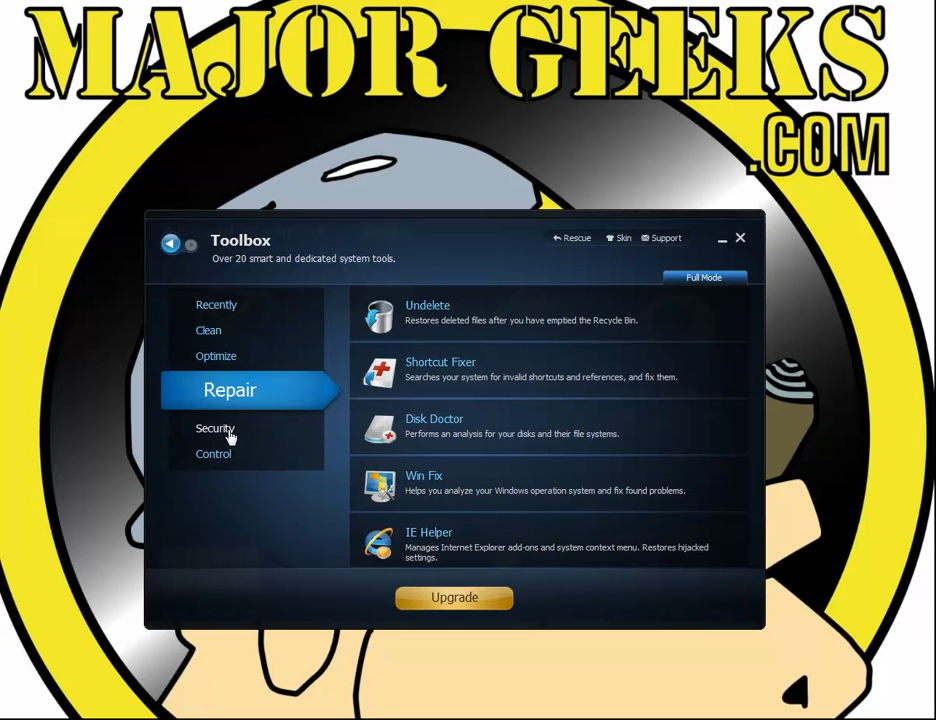 MAJOR GEEKS
.COM
Toolbox
Over 20 smart and dedicated system tools.
Rescue
Skin
Support
Full Mode
Recently
Clean
Optimize
Repair
Security
Control
Undelete
Restores deleted files after you have emptied the Recycle Bin.
Shortcut Fixer
Searches your system for invalid shortcuts and references, and fix them.
Disk Doctor
Performs an analysis for your disks and their file systems.
Win Fix
Helps you analyze your Windows operation system and fix found problems.
IE Helper
Manages Internet Explorer add-ons and system context menu. Restores hijacked
settings.
Upgrade